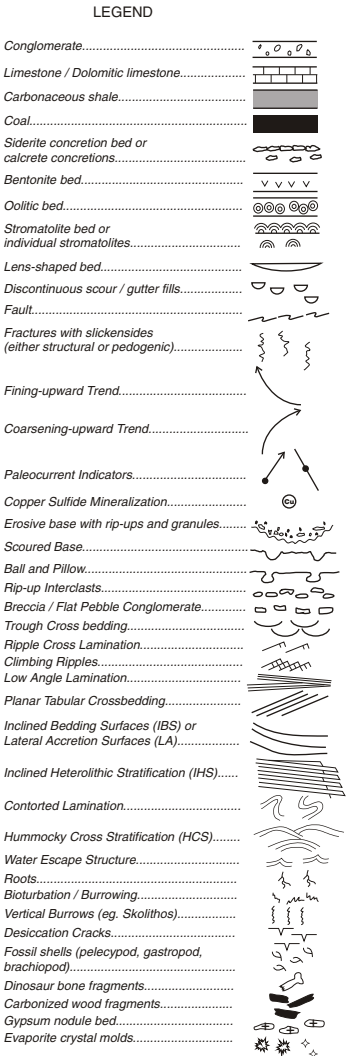 LEGEND
Conglomerate................................................
Limestone / Dolomitic limestone...................
Carbonaceous shale.....................................
Coal...............................................................
Siderite concretion bed or
calcrete concretions......................................
Bentonite bed................................................
Oolitic bed.....................................................
Stromatolite bed or
individual stromatolites.................................
Lens-shaped bed...........................................
Discontinuous scour / gutter fills...................
Fault..............................................................
Fractures with slickensides
(either structural or pedogenic)....................
Fining-upward Trend.....................................
Coarsening-upward Trend.............................
Paleocurrent Indicators.................................
Copper Sulfide Mineralization.......................
Cu
Erosive base with rip-ups and granules........
Scoured Base................................................
Ball and Pillow...............................................
Rip-up Interclasts..........................................
Breccia / Flat Pebble Conglomerate.............
Trough Cross bedding...................................
Ripple Cross Lamination...............................
Climbing Ripples...........................................
Low Angle Lamination...................................
Planar Tabular Crossbedding.......................
Inclined Bedding Surfaces (IBS) or
Lateral Accretion Surfaces (LA)...................
Inclined Heterolithic Stratification (IHS)......
Contorted Lamination...................................
Hummocky Cross Stratification (HCS)........
Water Escape Structure...............................
Roots............................................................
Bioturbation / Burrowing..............................
Vertical Burrows (eg. Skolithos)..................
Desiccation Cracks......................................
Fossil shells (pelecypod, gastropod,
brachiopod)..................................................
Dinosaur bone fragments............................
Carbonized wood fragments.......................
Gypsum nodule bed....................................
Evaporite crystal molds...............................